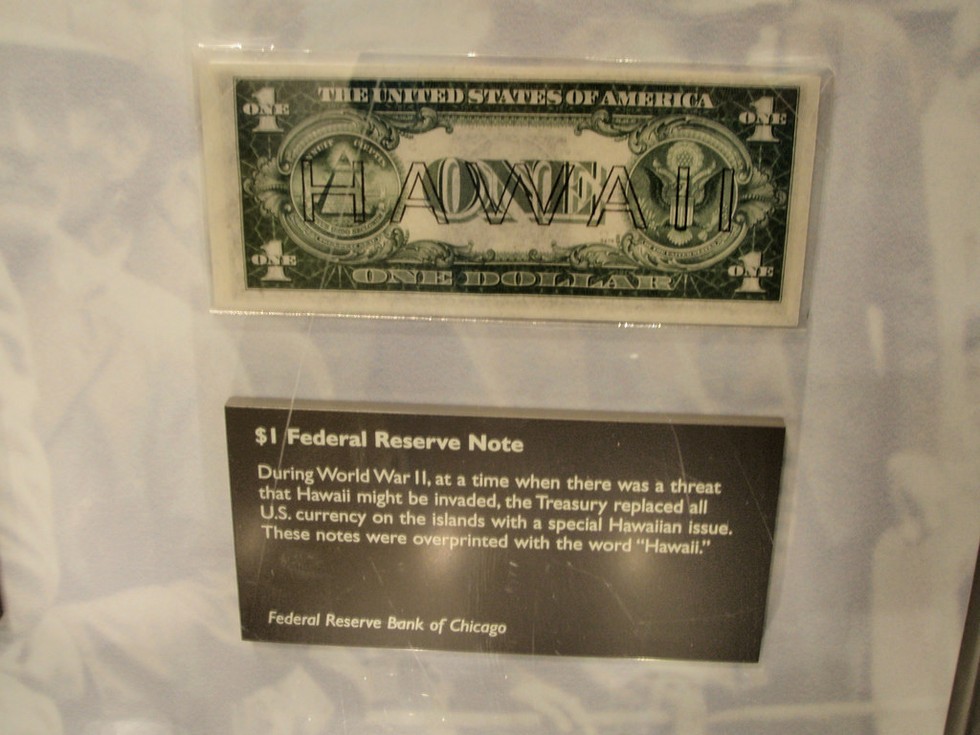 THE UNITED STATES OF AMERICA
1 ONE
1 ONE
ANNUIT COEPTIS
HAWAII
ONE
1 ONE
1 ONE
ONE DOLLAR
$1 Federal Reserve Note
During World War II, at a time when there was a threat
that Hawaii might be invaded, the Treasury replaced all
U.S. currency on the islands with a special Hawaiian issue.
These notes were overprinted with the word “Hawaii.”
Federal Reserve Bank of Chicago